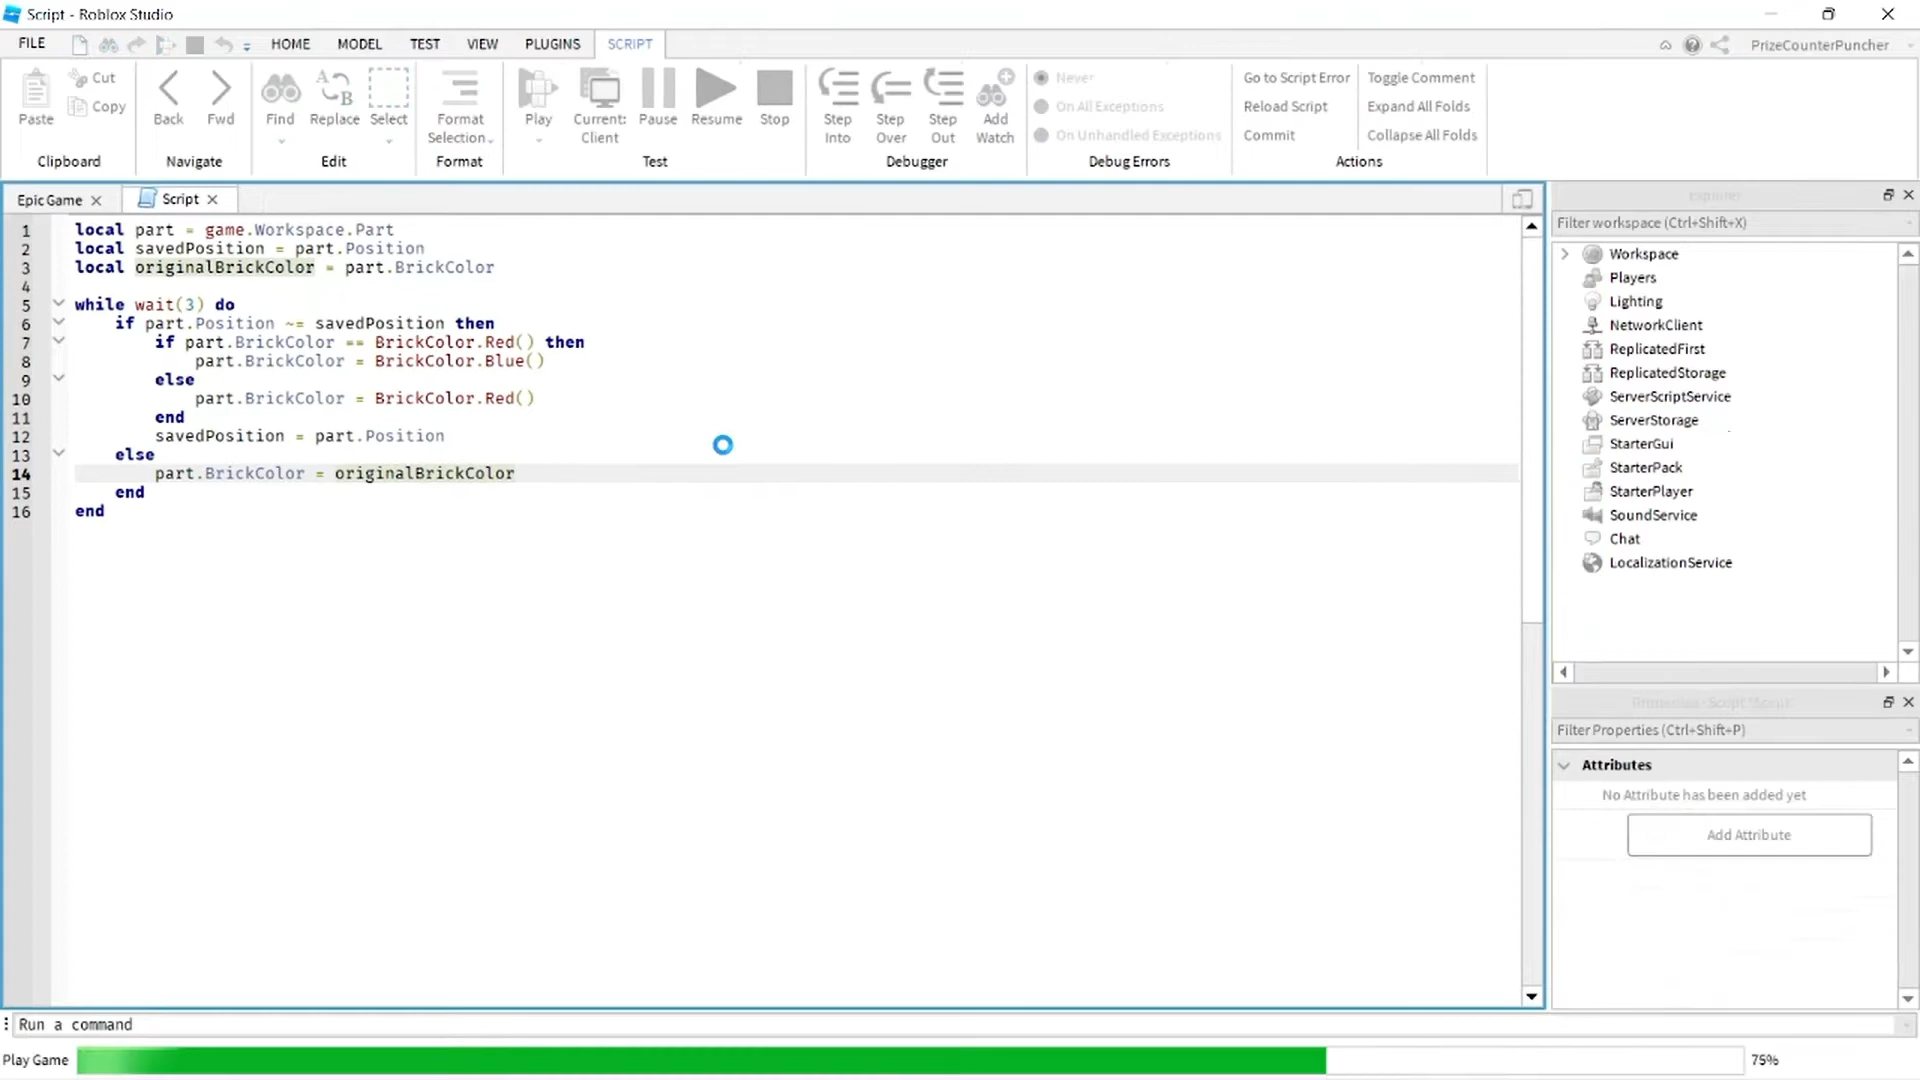 Script - Roblox Studio
FILE HOME MODEL TEST VIEW PLUGINS SCRIPT PrizeCounterPuncher
Paste Cut Copy
Clipboard
Back Fwd
Navigate
Find Replace Select
Edit
Format Selection
Format
Play Current: Client Pause Resume Stop
Test
Step Into Step Over Step Out Add Watch
Debugger
Never
On All Exceptions
On Unhandled Exceptions
Debug Errors
Go to Script Error Toggle Comment
Reload Script Expand All Folds
Commit Collapse All Folds
Actions
Epic Game Script
1 local part = game.Workspace.Part
2 local savedPosition = part.Position
3 local originalBrickColor = part.BrickColor
4
5 while wait(3) do
6 if part.Position ~= savedPosition then
7 if part.BrickColor == BrickColor.Red() then
8 part.BrickColor = BrickColor.Blue()
9 else
10 part.BrickColor = BrickColor.Red()
11 end
12 savedPosition = part.Position
13 else
14 part.BrickColor = originalBrickColor
15 end
16 end
Explorer
Filter workspace (Ctrl+Shift+X)
Workspace
Players
Lighting
NetworkClient
ReplicatedFirst
ReplicatedStorage
ServerScriptService
ServerStorage
StarterGui
StarterPack
StarterPlayer
SoundService
Chat
LocalizationService
Properties - Script "Script"
Filter Properties (Ctrl+Shift+P)
Attributes
No Attribute has been added yet
Add Attribute
Run a command
Play Game 75%